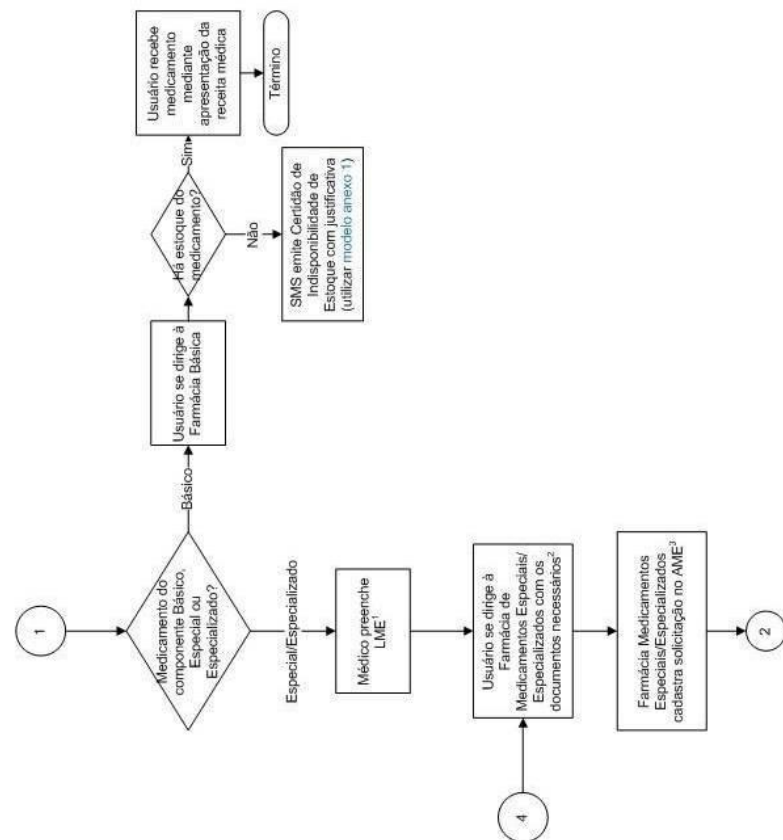 1
Medicamento do
componente Básico,
Especial ou
Especializado?
Básico
Usuário se dirige à
Farmácia Básica
Há estoque do
medicamento?
Sim
Usuário recebe
medicamento
mediante
apresentação da
receita médica
Término
Não
SMS emite Certidão de
Indisponibilidade de
Estoque com justificativa
(utilizar modelo anexo 1)
Especial/Especializado
Médico preenche
LME¹
4
Usuário se dirige à
Farmácia de
Medicamentos Especiais/
Especializados com os
documentos necessários²
Farmácia Medicamentos
Especiais/Especializados
cadastra solicitação no AME³
2